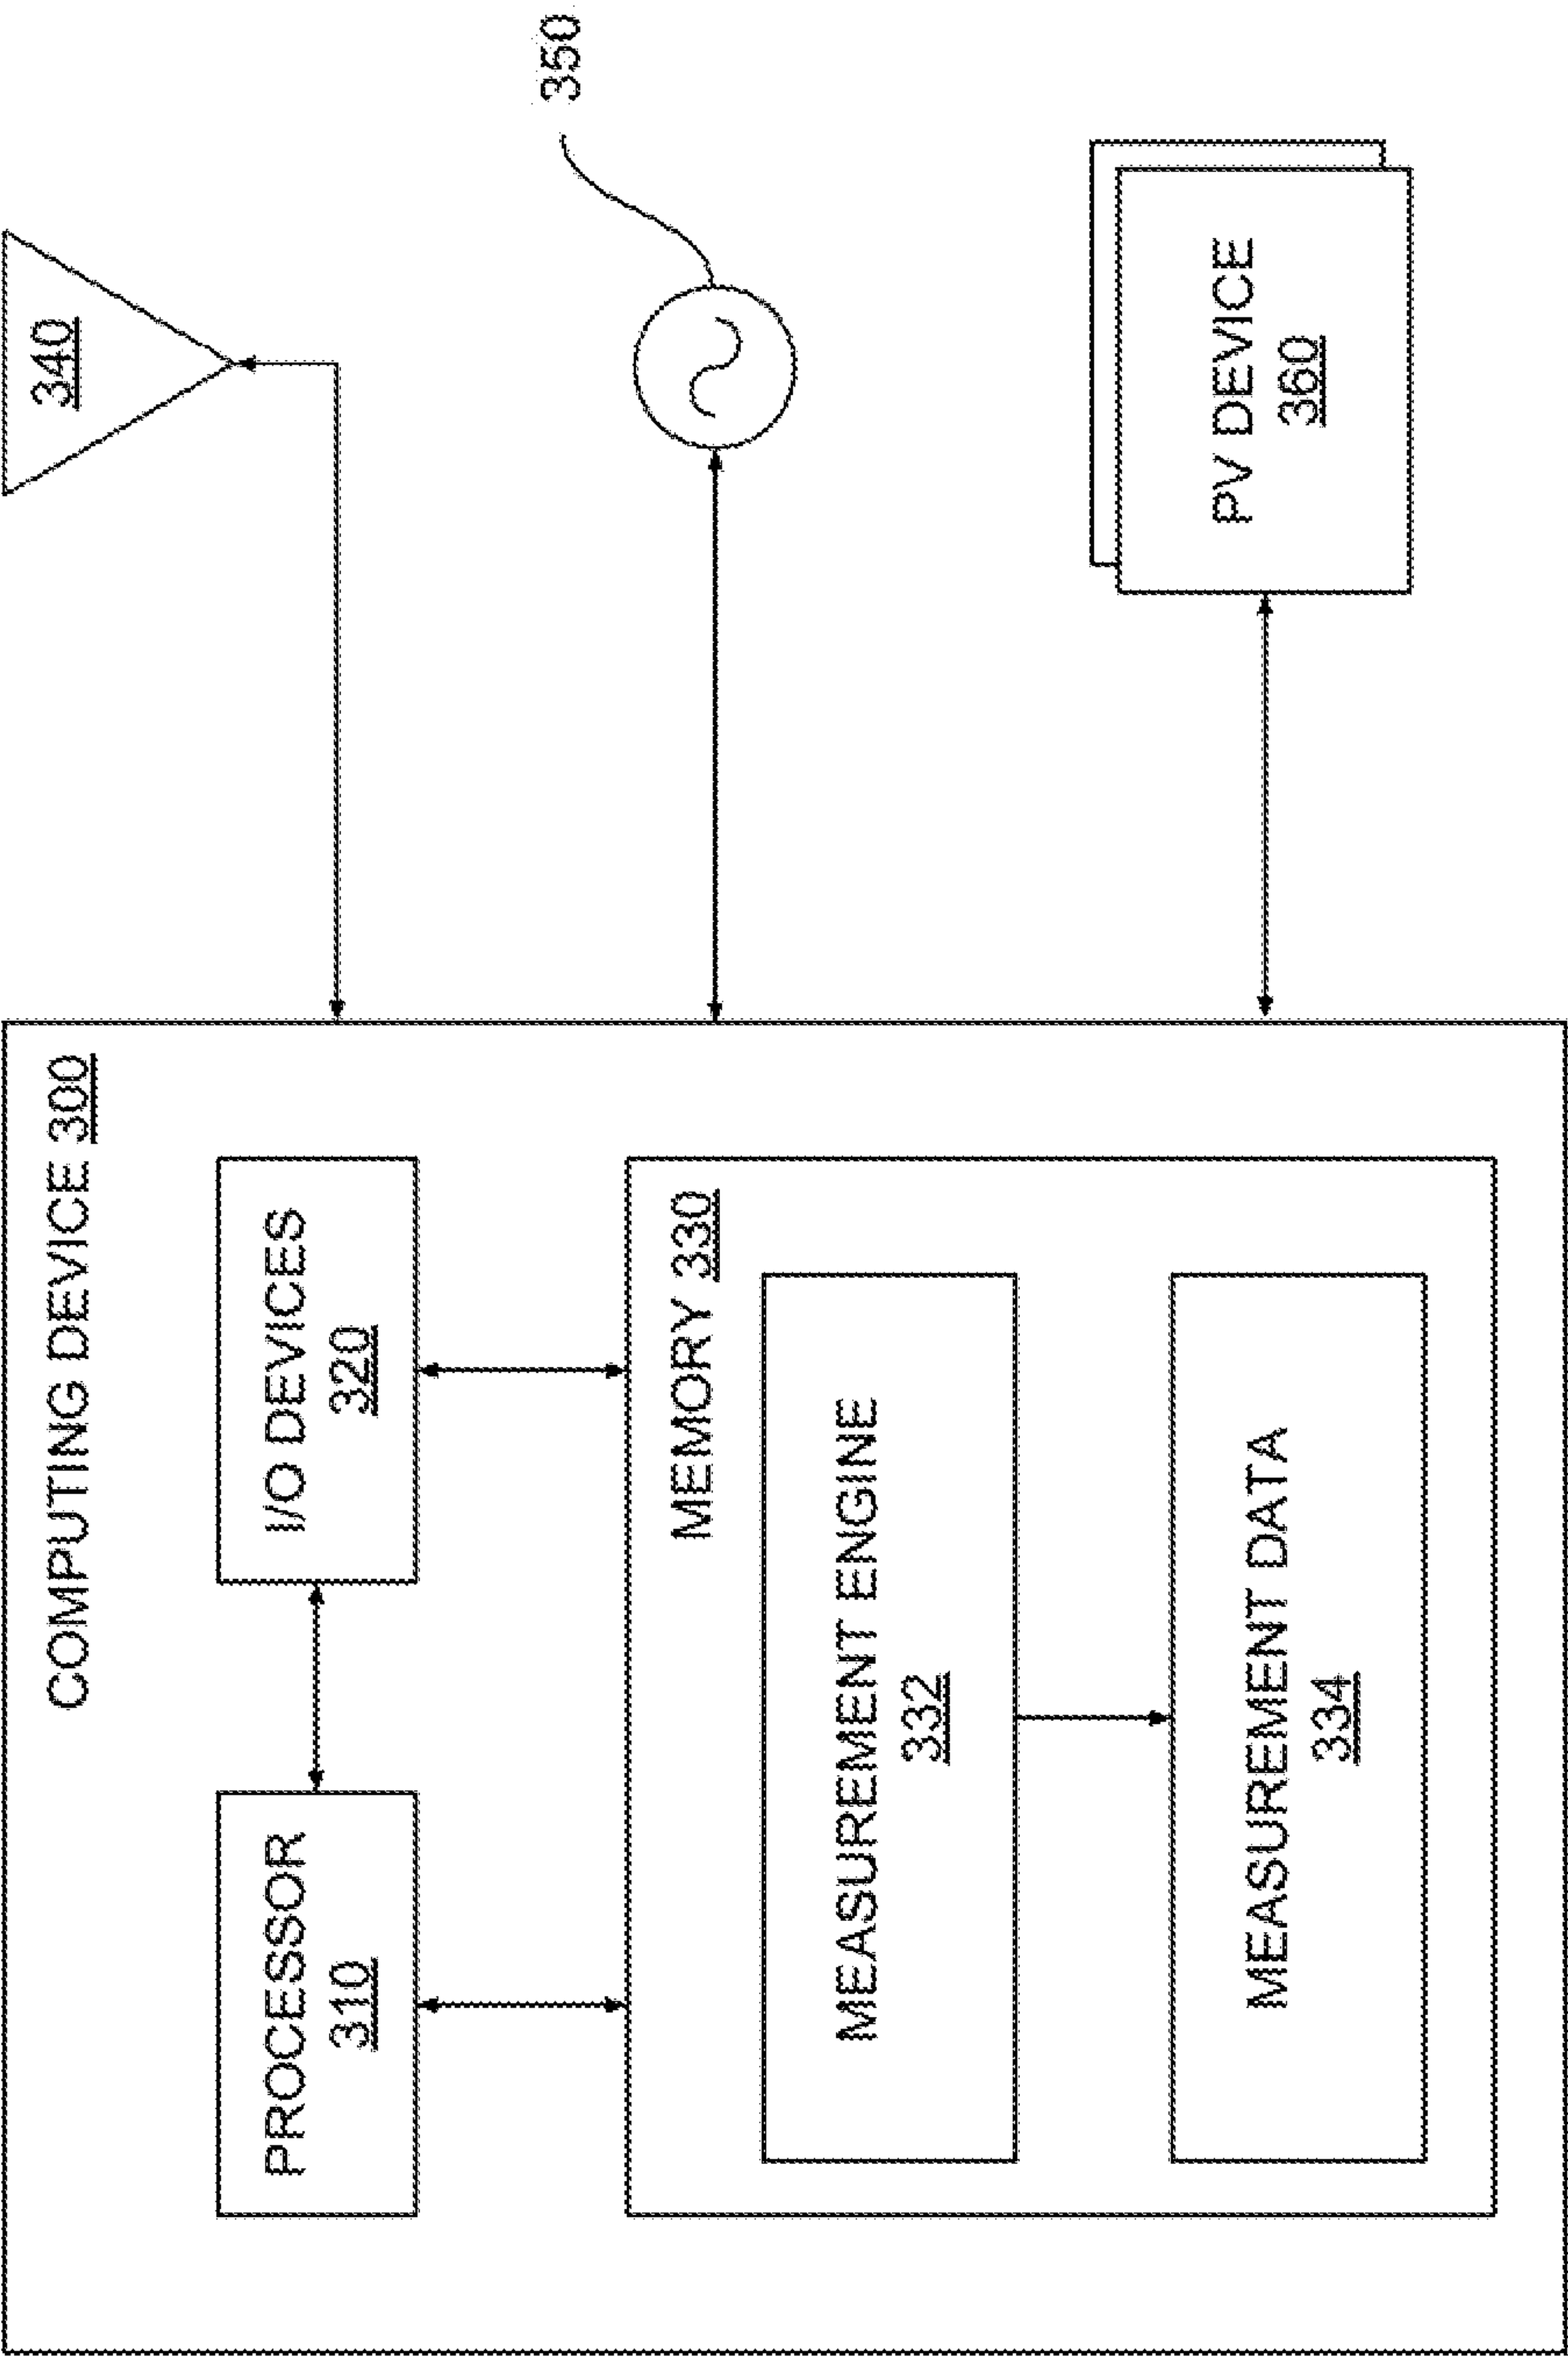 COMPUTING DEVICE 300
PROCESSOR
310
I/O DEVICES
320
MEMORY 330
MEASUREMENT ENGINE
332
MEASUREMENT DATA
334
340
350
PV DEVICE
360